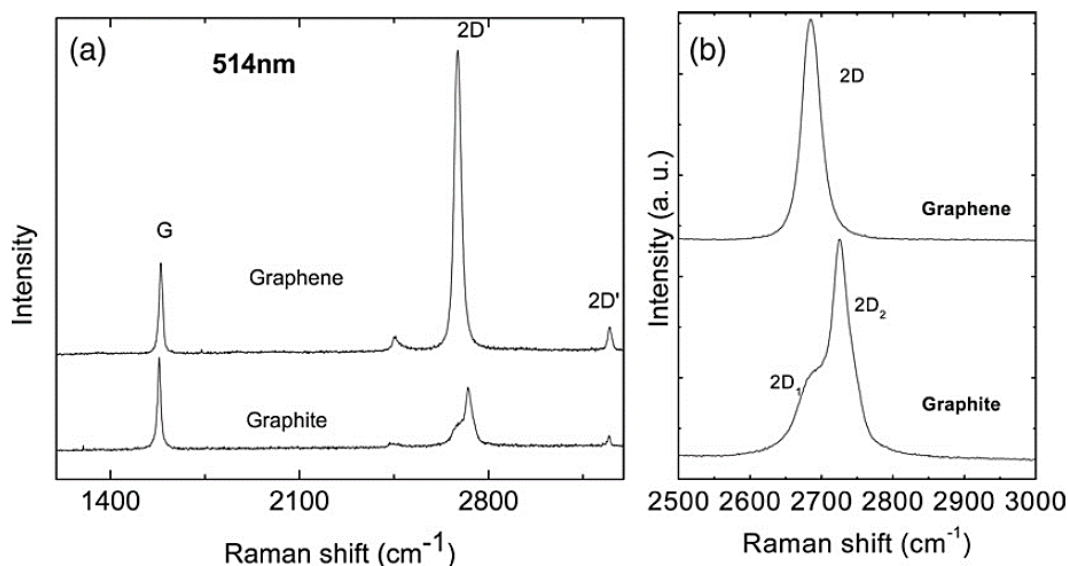 (a)
514nm
2D'
G
Graphene
2D'
Graphite
Intensity
1400
2100
2800
Raman shift (cm⁻¹)
(b)
2D
Graphene
2D₂
2D₁
Graphite
Intensity (a. u.)
2500 2600 2700 2800 2900 3000
Raman shift (cm⁻¹)